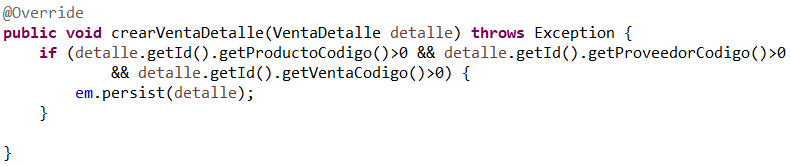 @Override
public void crearVentaDetalle(VentaDetalle detalle) throws Exception {
    if (detalle.getId().getProductoCodigo()>0 && detalle.getId().getProveedorCodigo()>0
            && detalle.getId().getVentaCodigo()>0) {
        em.persist(detalle);
    }

}